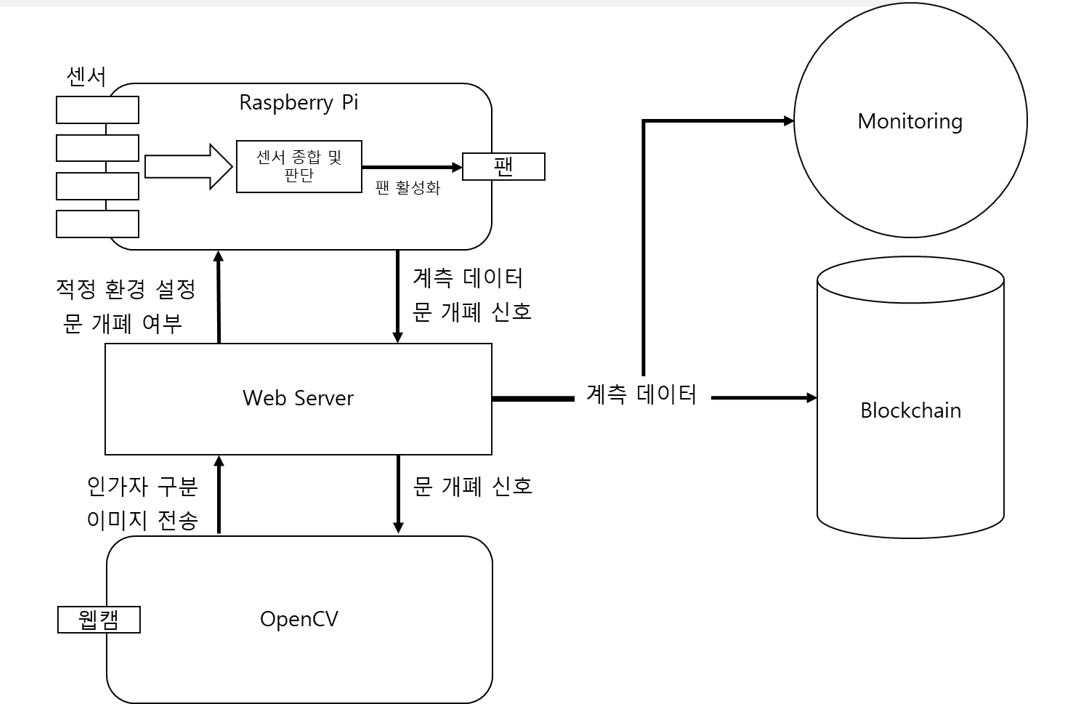 센서
Raspberry Pi
센서 종합 및
판단
팬 활성화
팬
Monitoring
적정 환경 설정
문 개폐 여부
계측 데이터
문 개폐 신호
Web Server
계측 데이터
Blockchain
인가자 구분
이미지 전송
문 개폐 신호
웹캠
OpenCV